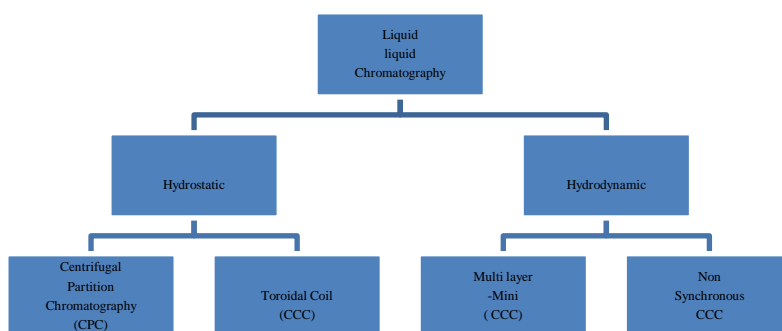 Liquid
liquid
Chromatography
Hydrostatic
Hydrodynamic
Centrifugal
Partition
Chromatography
(CPC)
Toroidal Coil
(CCC)
Multi layer
-Mini
( CCC)
Non
Synchronous
CCC